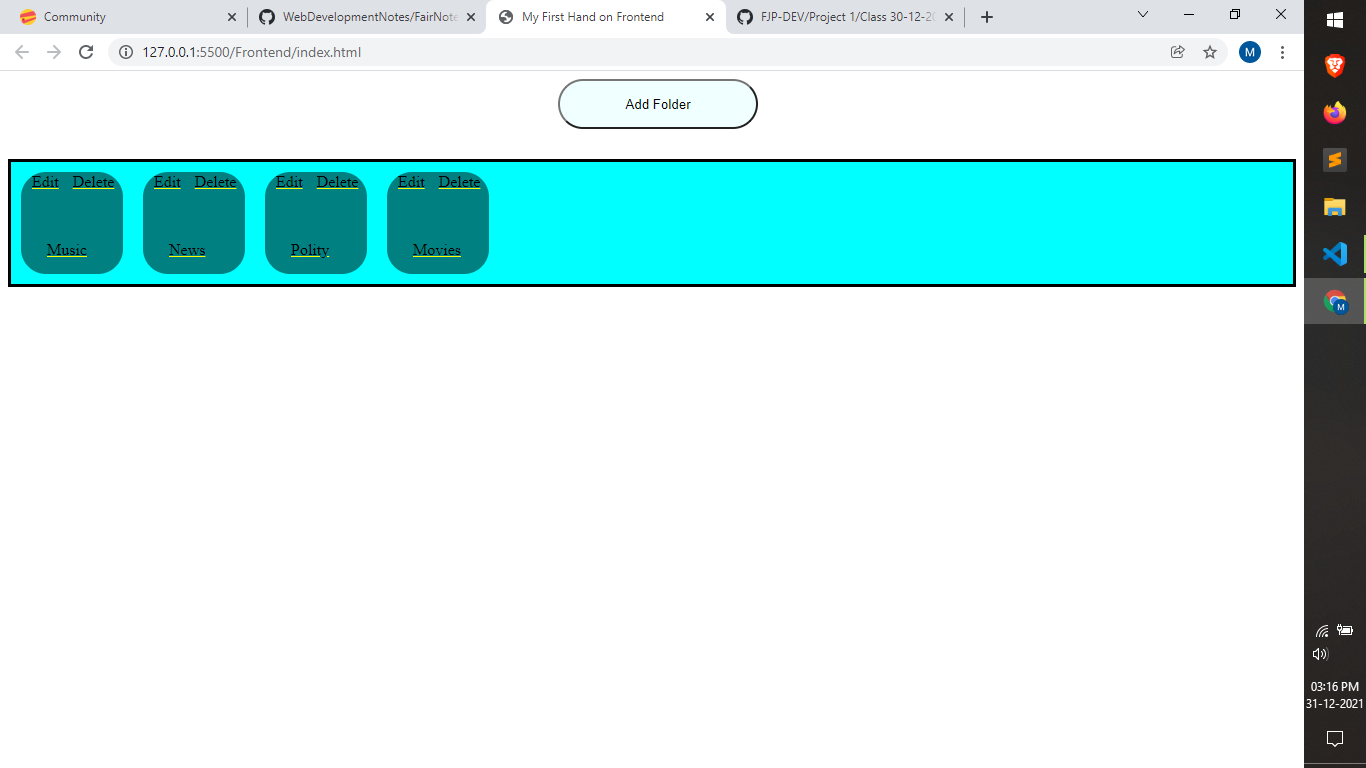 Community
WebDevelopmentNotes/FairNote
My First Hand on Frontend
FJP-DEV/Project 1/Class 30-12-20
127.0.0.1:5500/Frontend/index.html
M
Add Folder
Edit Delete Edit Delete Edit Delete Edit Delete
Music News Polity Movies
M
03:16 PM
31-12-2021